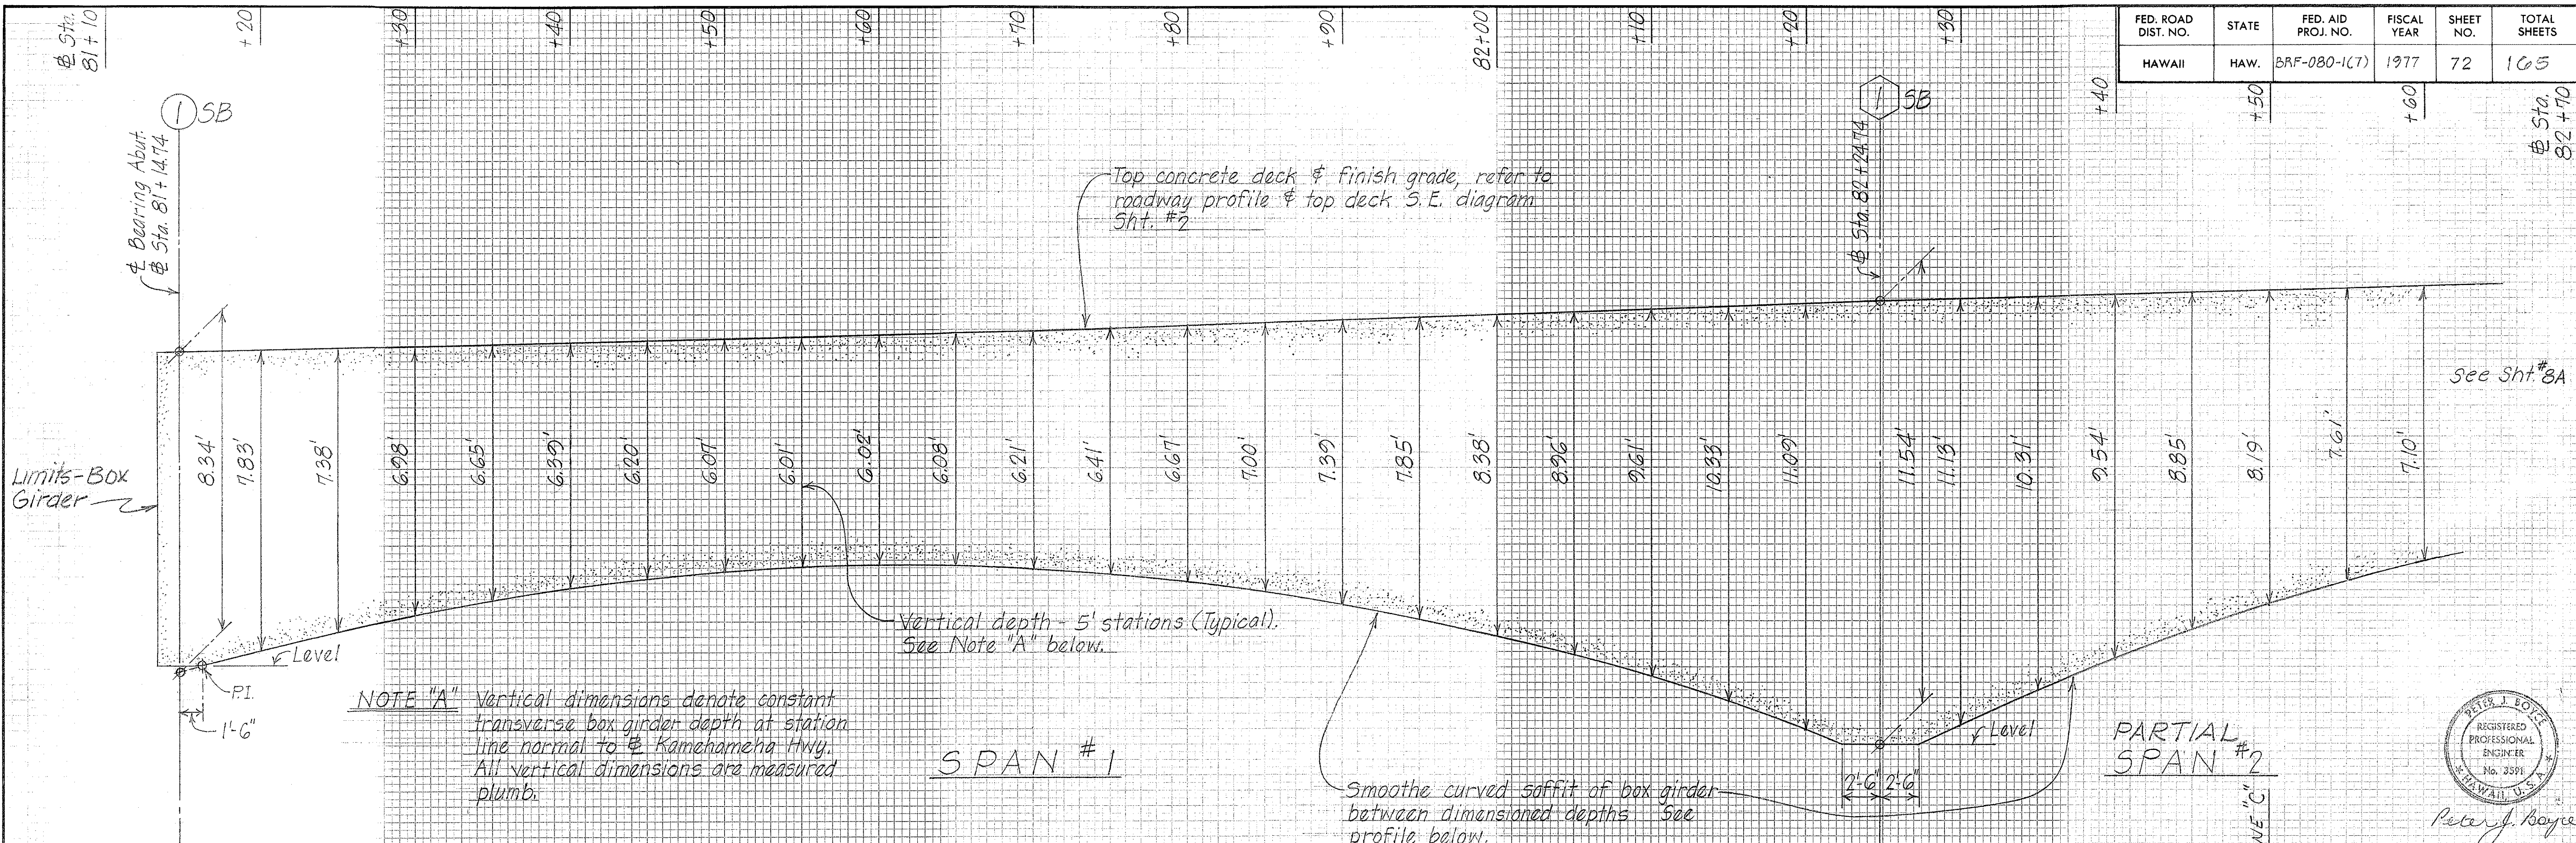 ℄ Sta.
81+10
+20
+30
+40
+50
+60
+70
+80
+90
82+00
+10
+20
+30
+40
+50
+60
℄ Sta.
82+70
FED. ROAD DIST. NO.
STATE
FED. AID PROJ. NO.
FISCAL YEAR
SHEET NO.
TOTAL SHEETS
HAWAII
HAW.
BRF-080-1(7)
1977
72
165
1 SB
℄ Bearing Abut.
℄ Sta. 81+14.74
1 SB
℄ Sta. 82+24.74
Top concrete deck & finish grade, refer to
roadway profile & top deck S.E. diagram
Sht. #2
See Sht. #8A
Limits-Box
Girder
8.34'
7.83'
7.38'
6.98'
6.65'
6.39'
6.20'
6.07'
6.01'
6.02'
6.08'
6.21'
6.41'
6.67'
7.00'
7.39'
7.85'
8.38'
8.96'
9.61'
10.33'
11.09'
11.54'
11.13'
10.31'
9.54'
8.85'
8.19'
7.61'
7.10'
Vertical depth - 5' stations (Typical).
See Note "A" below.
Level
P.I.
1'-6"
NOTE "A" Vertical dimensions denote constant
transverse box girder depth at station
line normal to ℄ Kamehameha Hwy.
All vertical dimensions are measured
plumb.
SPAN #1
Smoothe curved soffit of box girder
between dimensioned depths See
profile below.
2'-6" 2'-6"
Level
PARTIAL
SPAN #2
PETER J. BOYCE
REGISTERED
PROFESSIONAL
ENGINEER
No. 3591
HAWAII, U.S.A.
Peter J. Boyce
"C"